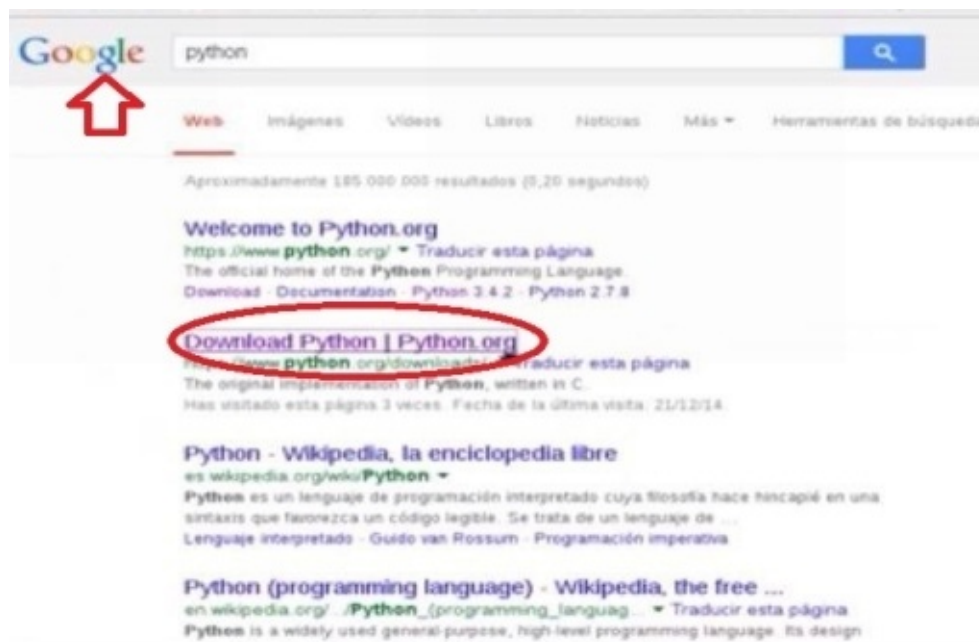 Google python
Web Imágenes Vídeos Libros Noticias Más Herramientas de búsqueda
Aproximadamente 185 000 000 resultados (0,20 segundos)
Welcome to Python.org
https://www.python.org/ Traducir esta página
The official home of the Python Programming Language.
Download · Documentation · Python 3.4.2 · Python 2.7.8
Download Python | Python.org
https://www.python.org/downloads/ Traducir esta página
The original implementation of Python, written in C.
Has visitado esta página 3 veces. Fecha de la última visita: 21/12/14
Python - Wikipedia, la enciclopedia libre
es.wikipedia.org/wiki/Python
Python es un lenguaje de programación interpretado cuya filosofía hace hincapié en una
sintaxis que favorezca un código legible. Se trata de un lenguaje de ...
Lenguaje interpretado · Guido van Rossum · Programación imperativa
Python (programming language) - Wikipedia, the free ...
en.wikipedia.org/.../Python_(programming_languag... Traducir esta página
Python is a widely used general-purpose, high-level programming language. Its design